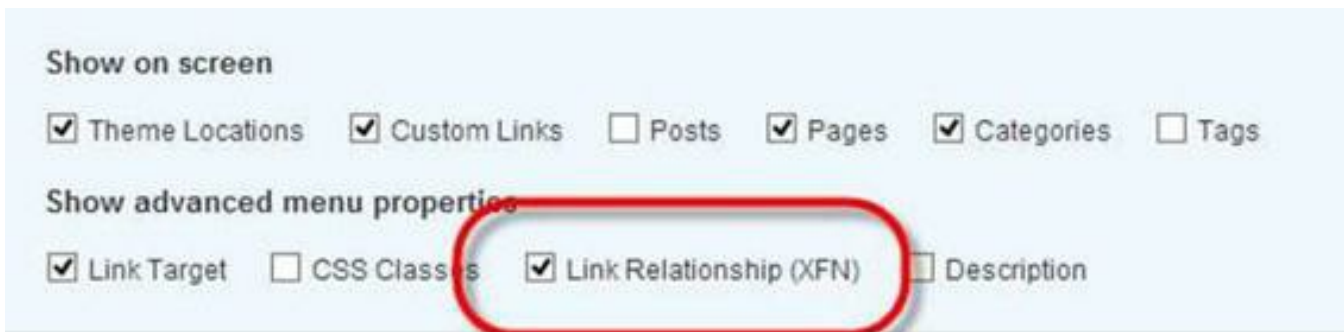 Show on screen
Theme Locations Custom Links Posts Pages Categories Tags
Show advanced menu properties
Link Target CSS Classes Link Relationship (XFN) Description